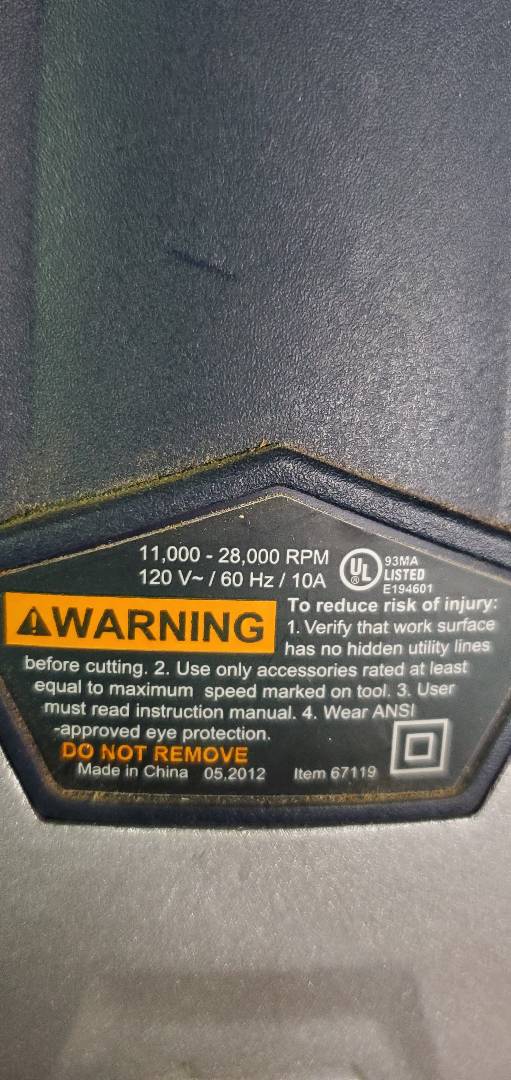 11,000 - 28,000 RPM
120 V~ / 60 Hz / 10A
UL
®
93MA
LISTED
E194601
WARNING
To reduce risk of injury:
1. Verify that work surface
has no hidden utility lines
before cutting. 2. Use only accessories rated at least
equal to maximum speed marked on tool. 3. User
must read instruction manual. 4. Wear ANSI
-approved eye protection.
DO NOT REMOVE
Made in China 05,2012 Item 67119